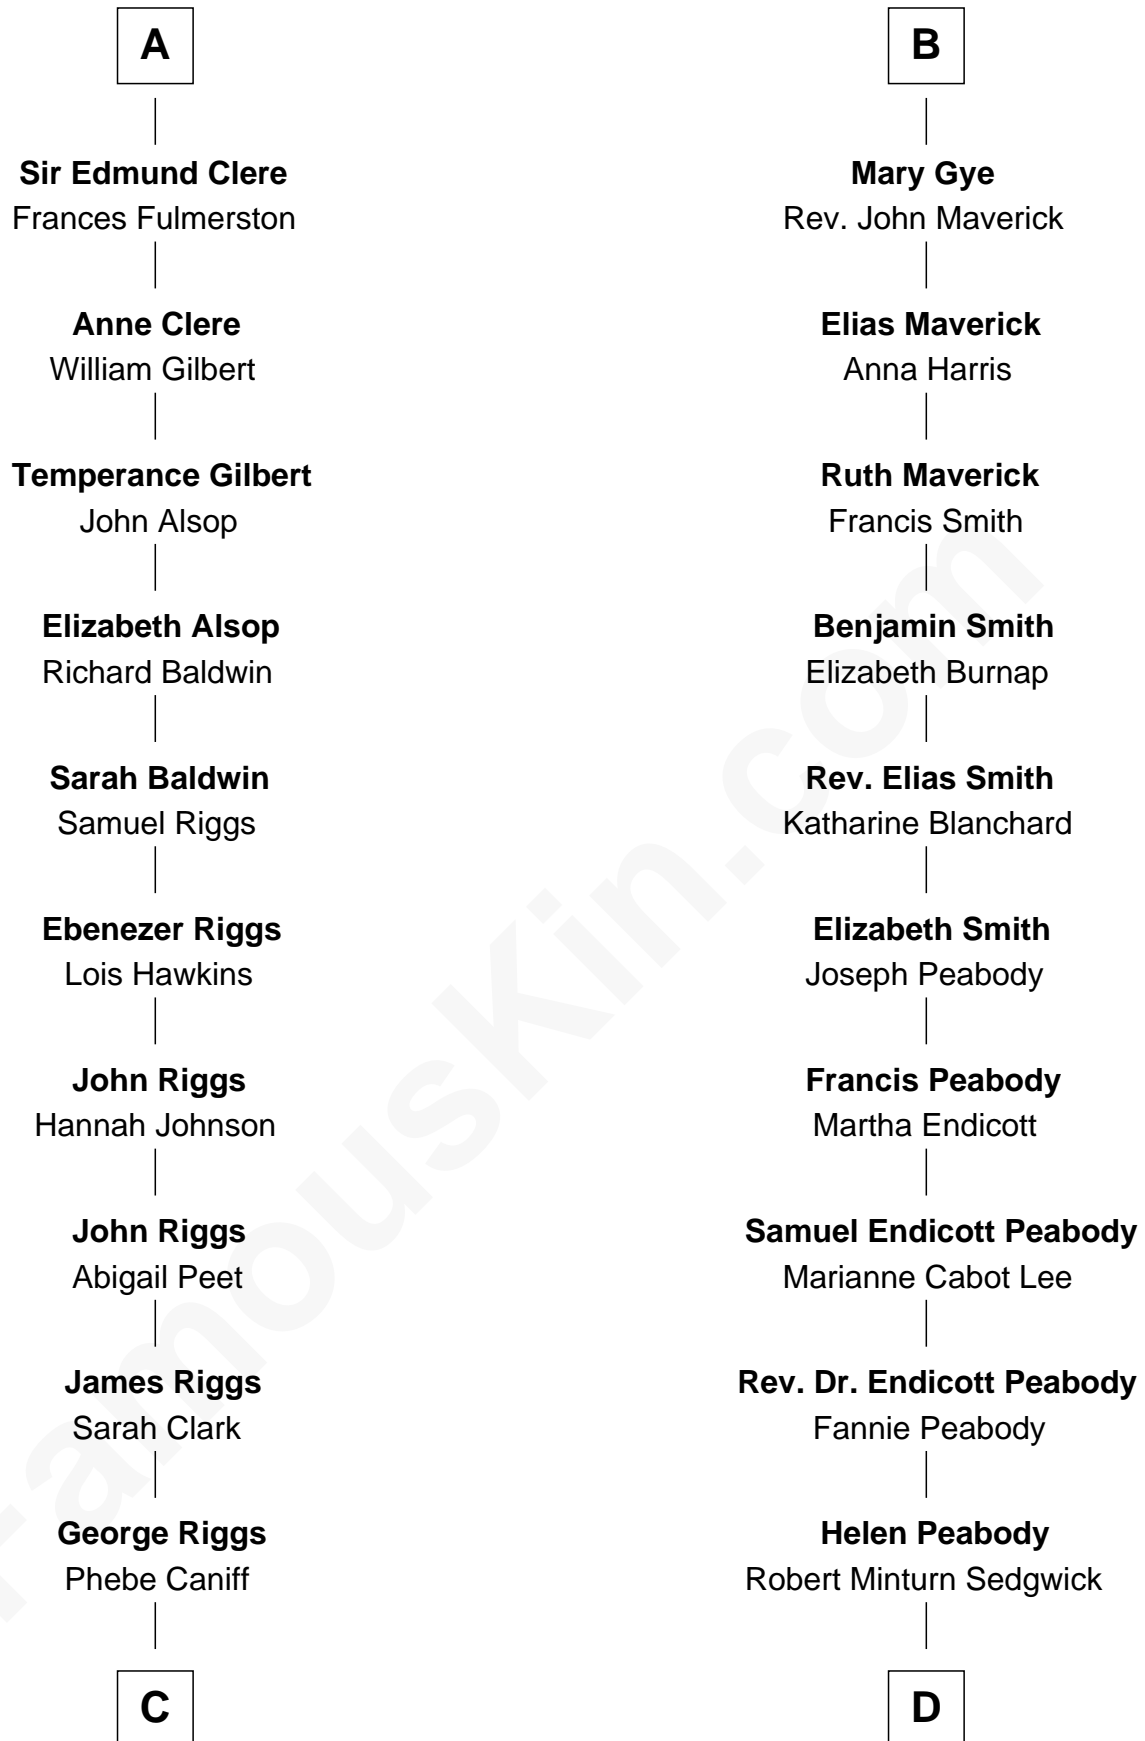 A
Sir Edmund Clere
Frances Fulmerston
Anne Clere
William Gilbert
Temperance Gilbert
John Alsop
Elizabeth Alsop
Richard Baldwin
Sarah Baldwin
Samuel Riggs
Ebenezer Riggs
Lois Hawkins
John Riggs
Hannah Johnson
John Riggs
Abigail Peet
James Riggs
Sarah Clark
George Riggs
Phebe Caniff
C
B
Mary Gye
Rev. John Maverick
Elias Maverick
Anna Harris
Ruth Maverick
Francis Smith
Benjamin Smith
Elizabeth Burnap
Rev. Elias Smith
Katharine Blanchard
Elizabeth Smith
Joseph Peabody
Francis Peabody
Martha Endicott
Samuel Endicott Peabody
Marianne Cabot Lee
Rev. Dr. Endicott Peabody
Fannie Peabody
Helen Peabody
Robert Minturn Sedgwick
D
FamousKin.com